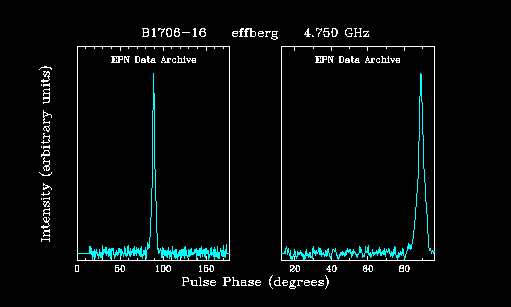 B1706-16 effberg 4.750 GHz
EPN Data Archive
EPN Data Archive
Intensity (arbitrary units)
0 50 100 150
20 40 60 80
Pulse Phase (degrees)